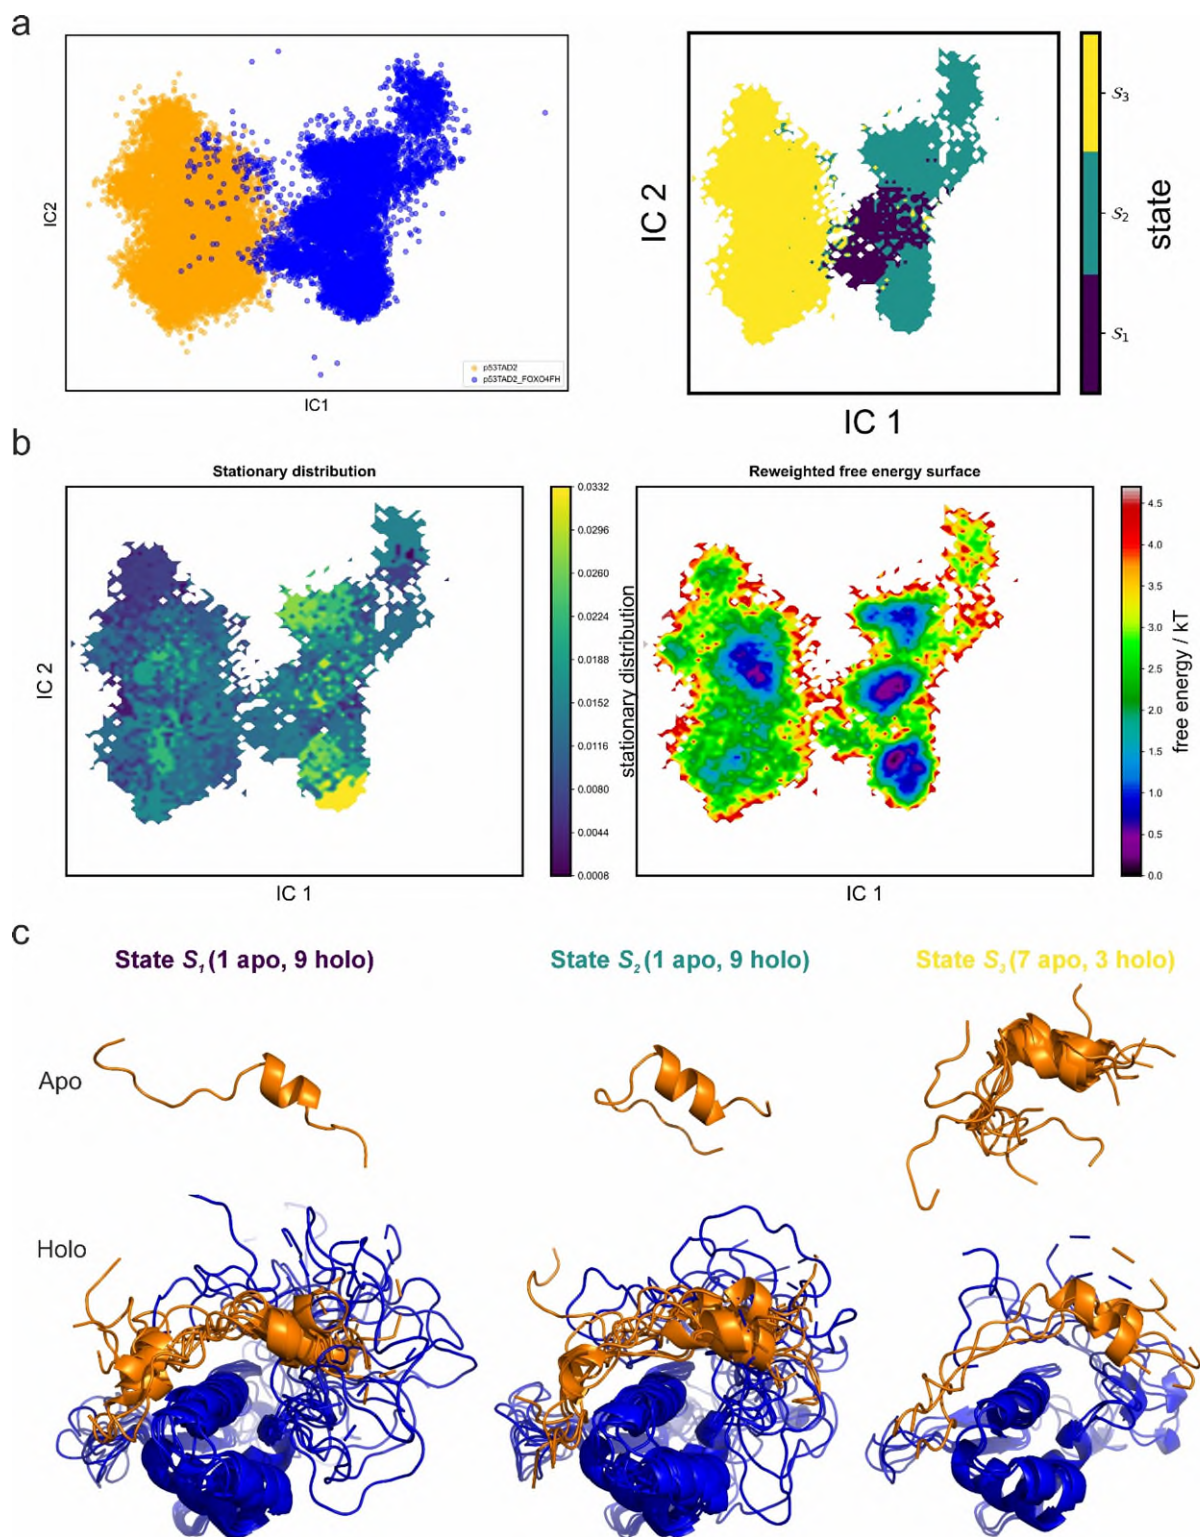 a
IC2
IC1
p53TAD2
p53TAD2_FOXO4FH
IC 2
IC 1
S3
S2
S1
state
b
Stationary distribution
IC 2
IC 1
0.0332
0.0296
0.0260
0.0224
0.0188
0.0152
0.0116
0.0080
0.0044
0.0008
stationary distribution
Reweighted free energy surface
IC 1
4.5
4.0
3.5
3.0
2.5
2.0
1.5
1.0
0.5
0.0
free energy / kT
c
State S1 (1 apo, 9 holo)
State S2 (1 apo, 9 holo)
State S3 (7 apo, 3 holo)
Apo
Holo